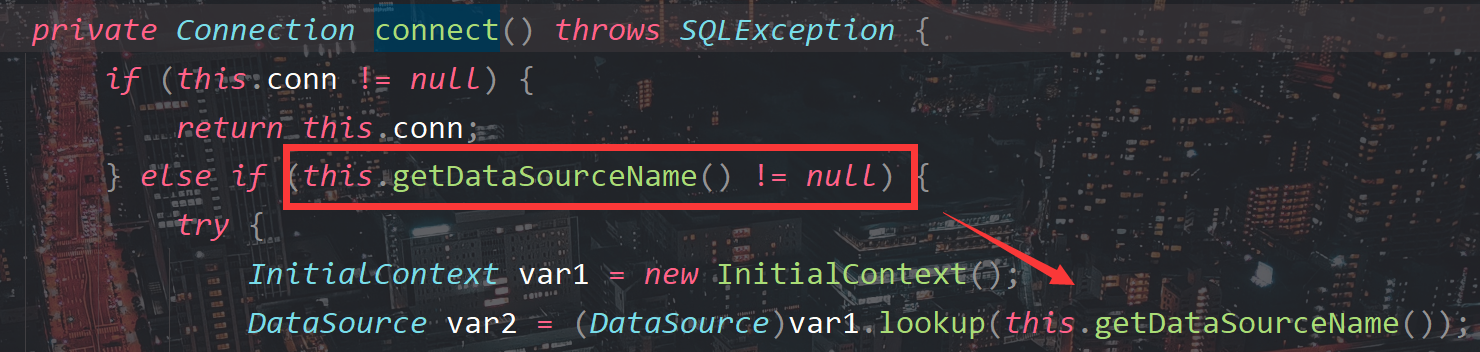 private Connection connect() throws SQLException {
if (this.conn != null) {
return this.conn;
} else if (this.getDataSourceName() != null) {
try {
InitialContext var1 = new InitialContext();
DataSource var2 = (DataSource)var1.lookup(this.getDataSourceName());